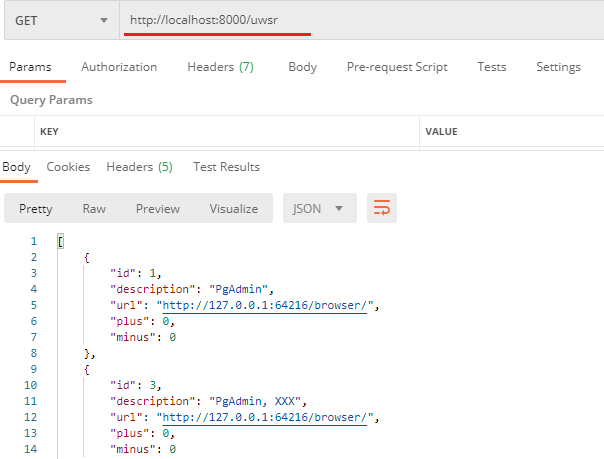 GET http://localhost:8000/uwsr
Params Authorization Headers (7) Body Pre-request Script Tests Settings
Query Params
KEY VALUE
Body Cookies Headers (5) Test Results
Pretty Raw Preview Visualize JSON
1 [
2 {
3 "id": 1,
4 "description": "PgAdmin",
5 "url": "http://127.0.0.1:64216/browser/",
6 "plus": 0,
7 "minus": 0
8 },
9 {
10 "id": 3,
11 "description": "PgAdmin, XXX",
12 "url": "http://127.0.0.1:64216/browser/",
13 "plus": 0,
14 "minus": 0